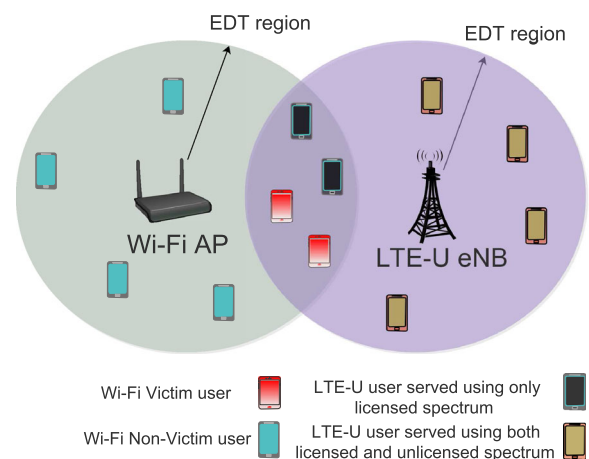 EDT region
EDT region
Wi-Fi AP
LTE-U eNB
Wi-Fi Victim user
LTE-U user served using only
licensed spectrum
Wi-Fi Non-Victim user
LTE-U user served using both
licensed and unlicensed spectrum